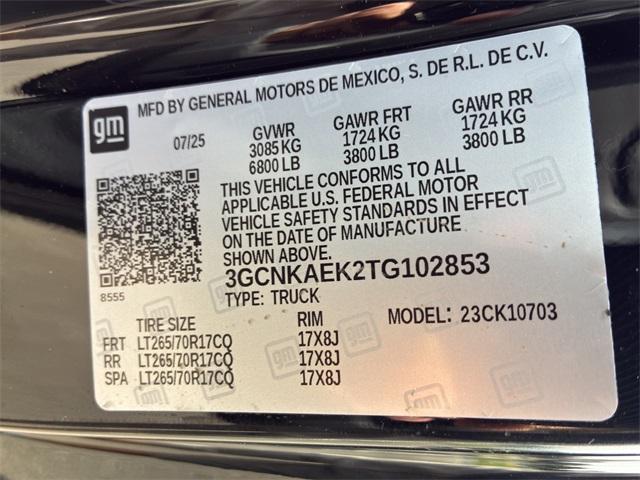 MFD BY GENERAL MOTORS DE MEXICO, S. DE R.L. DE C.V.
gm
07/25
GVWR GAWR FRT GAWR RR
3085 KG 1724 KG 1724 KG
6800 LB 3800 LB 3800 LB
THIS VEHICLE CONFORMS TO ALL
APPLICABLE U.S. FEDERAL MOTOR
VEHICLE SAFETY STANDARDS IN EFFECT
ON THE DATE OF MANUFACTURE
SHOWN ABOVE.
8555
3GCNKAEK2TG102853
TYPE: TRUCK
MODEL: 23CK10703
TIRE SIZE RIM
FRT LT265/70R17CQ 17X8J
RR LT265/70R17CQ 17X8J
SPA LT265/70R17CQ 17X8J